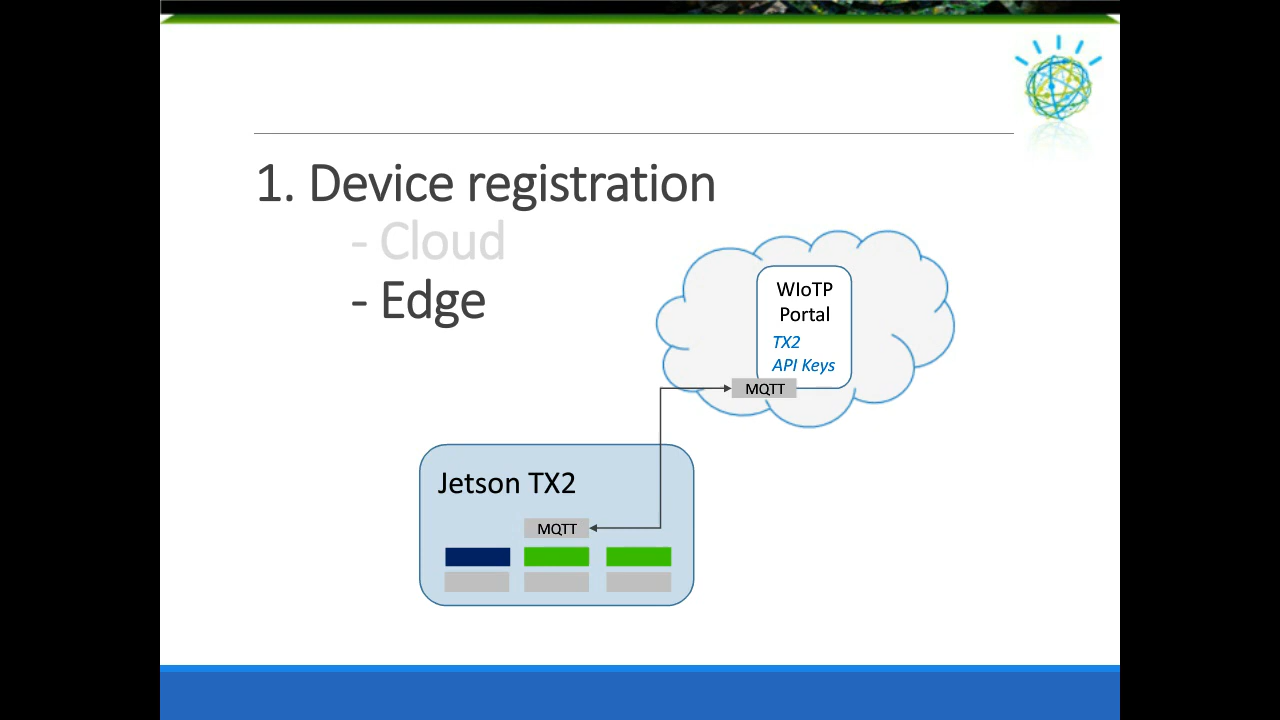 1. Device registration
- Cloud
- Edge
WIoTP
Portal
TX2
API Keys
MQTT
Jetson TX2
MQTT